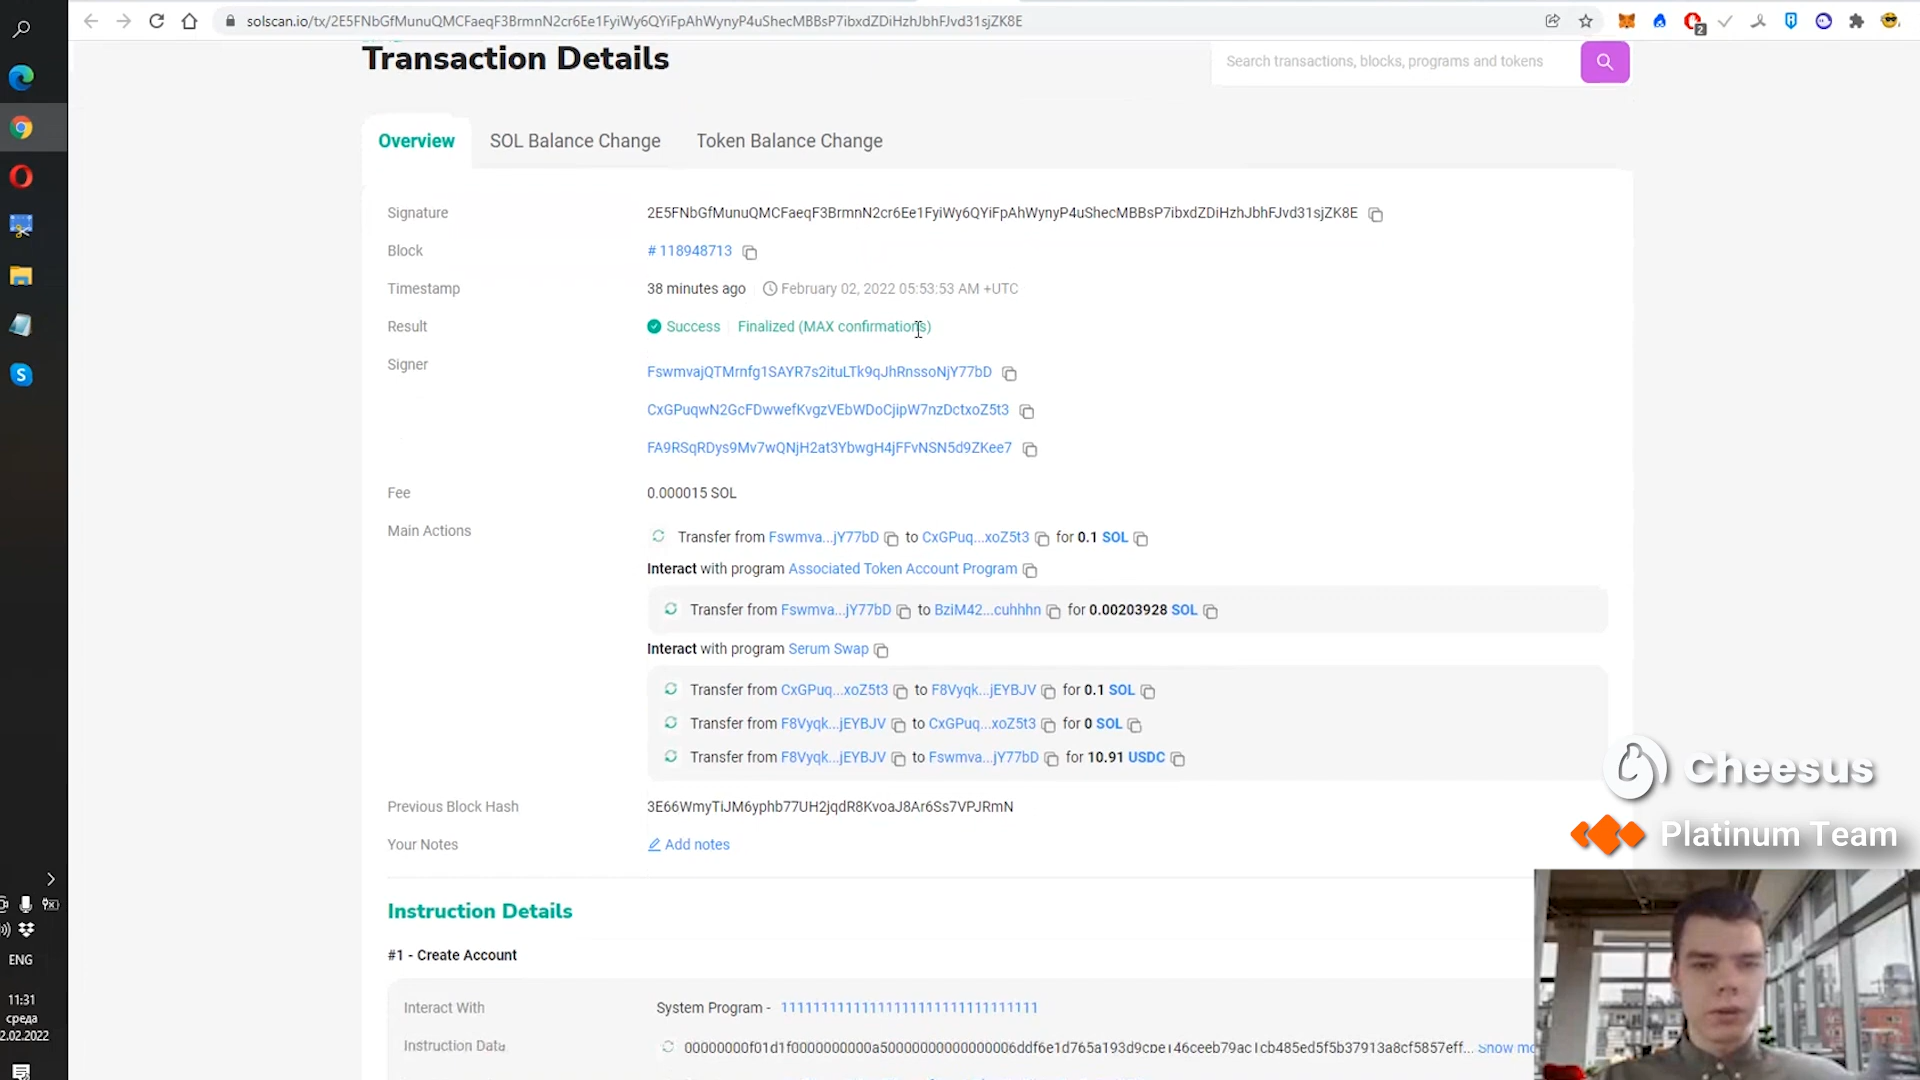 solscan.io/tx/2E5FNbGfMunuQMCFaeqF3BrmnN2cr6Ee1FyiWy6QYiFpAhWynyP4uShecMBBsP7ibxdZDiHzhJbhFJvd31sjZK8E
2
Transaction Details
Search transactions, blocks, programs and tokens
Overview SOL Balance Change Token Balance Change
Signature 2E5FNbGfMunuQMCFaeqF3BrmnN2cr6Ee1FyiWy6QYiFpAhWynyP4uShecMBBsP7ibxdZDiHzhJbhFJvd31sjZK8E
Block # 118948713
Timestamp 38 minutes ago February 02, 2022 05:53:53 AM +UTC
Result Success Finalized (MAX confirmations)
Signer
FswmvajQTMrnfg1SAYR7s2ituLTk9qJhRnssoNjY77bD
CxGPuqwN2GcFDwwefKvgzVEbWDoCjipW7nzDctxoZ5t3
FA9RSqRDys9Mv7wQNjH2at3YbwgH4jFFvNSN5d9ZKee7
Fee 0.000015 SOL
Main Actions
Transfer from Fswmva...jY77bD to CxGPuq...xoZ5t3 for 0.1 SOL
Interact with program Associated Token Account Program
Transfer from Fswmva...jY77bD to BziM42...cuhhhn for 0.00203928 SOL
Interact with program Serum Swap
Transfer from CxGPuq...xoZ5t3 to F8Vyqk...jEYBJV for 0.1 SOL
Transfer from F8Vyqk...jEYBJV to CxGPuq...xoZ5t3 for 0 SOL
Transfer from F8Vyqk...jEYBJV to Fswmva...jY77bD for 10.91 USDC
Previous Block Hash 3E66WmyTiJM6yphb77UH2jqdR8KvoaJ8Ar6Ss7VPJRmN
Your Notes Add notes
Instruction Details
#1 - Create Account
Interact With System Program - 11111111111111111111111111111111
Instruction Data
Cheesus
Platinum Team
ENG
11:31
среда
2.02.2022